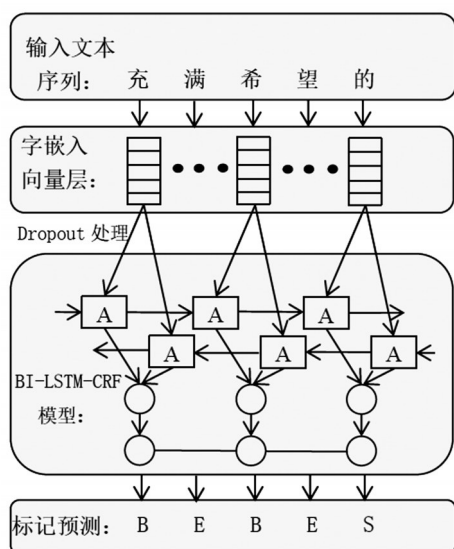 输入文本
序列: 充 满 希 望 的
字嵌入
向量层:
Dropout 处理
A A A
A A A
BI-LSTM-CRF
模型:
标记预测: B E B E S